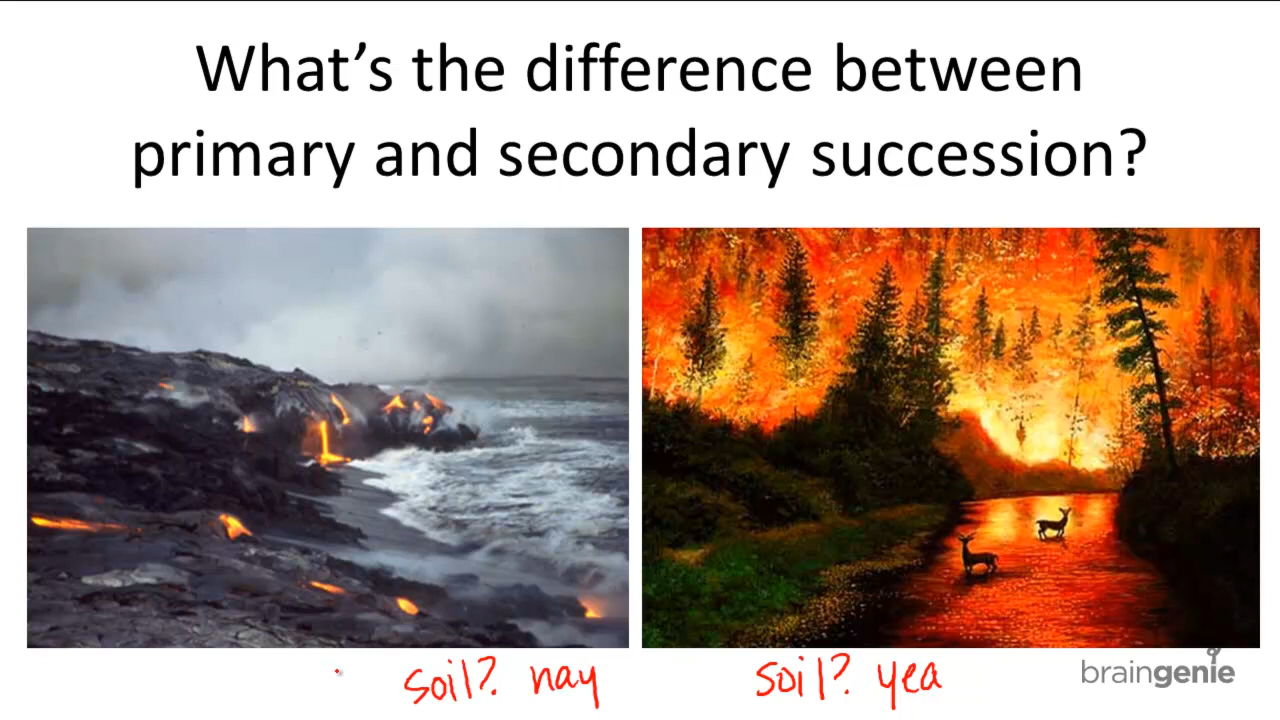 What's the difference between
primary and secondary succession?
soil? nay
soil? yea
braingenie